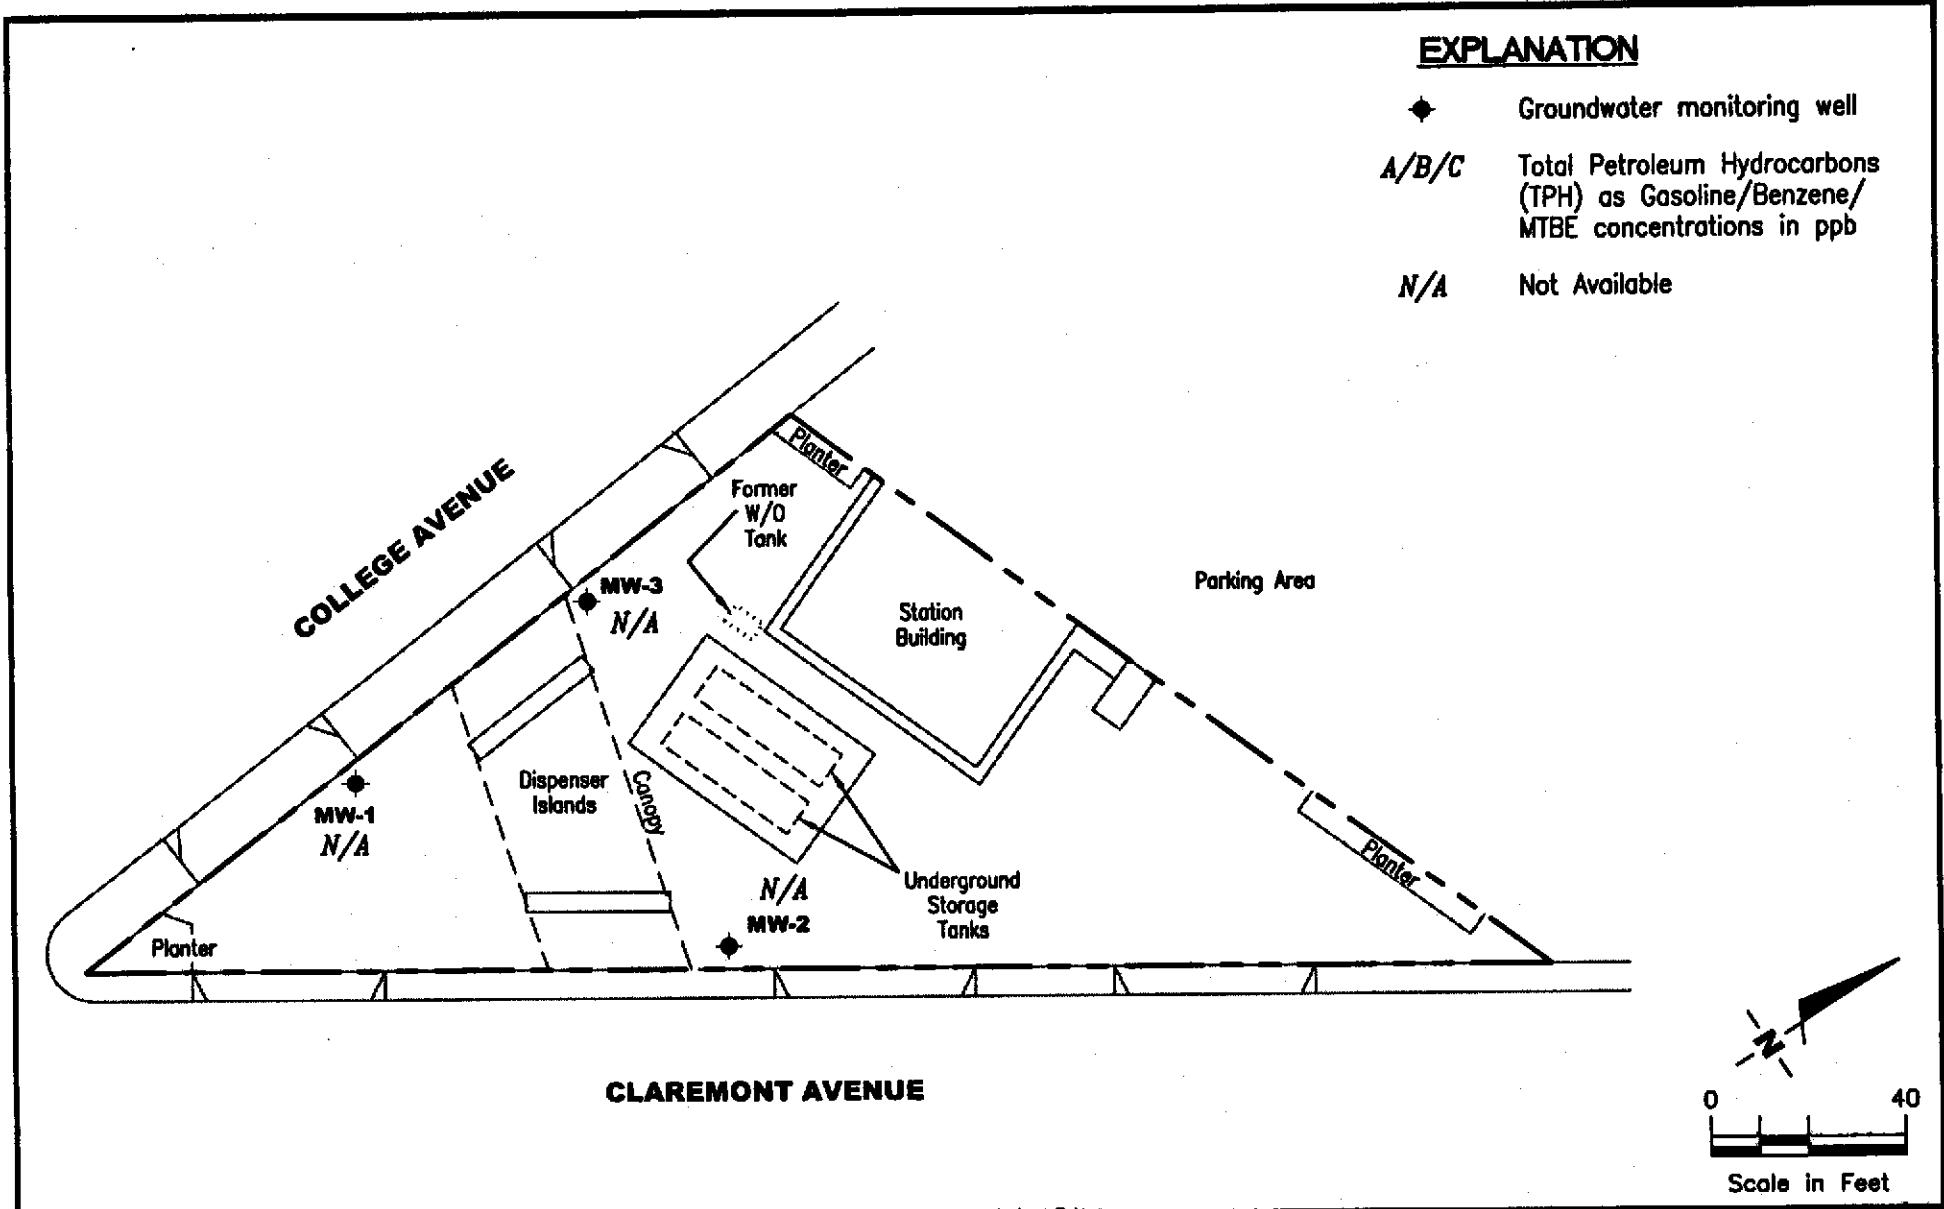 EXPLANATION
Groundwater monitoring well
A/B/C Total Petroleum Hydrocarbons
(TPH) as Gasoline/Benzene/
MTBE concentrations in ppb
N/A Not Available
COLLEGE AVENUE
Planter
Former
W/O
Tank
MW-3
N/A
Station
Building
Parking Area
Dispenser
Islands
Canopy
MW-1
N/A
N/A
MW-2
Underground
Storage
Tanks
Planter
Planter
CLAREMONT AVENUE
N
0 40
Scale in Feet